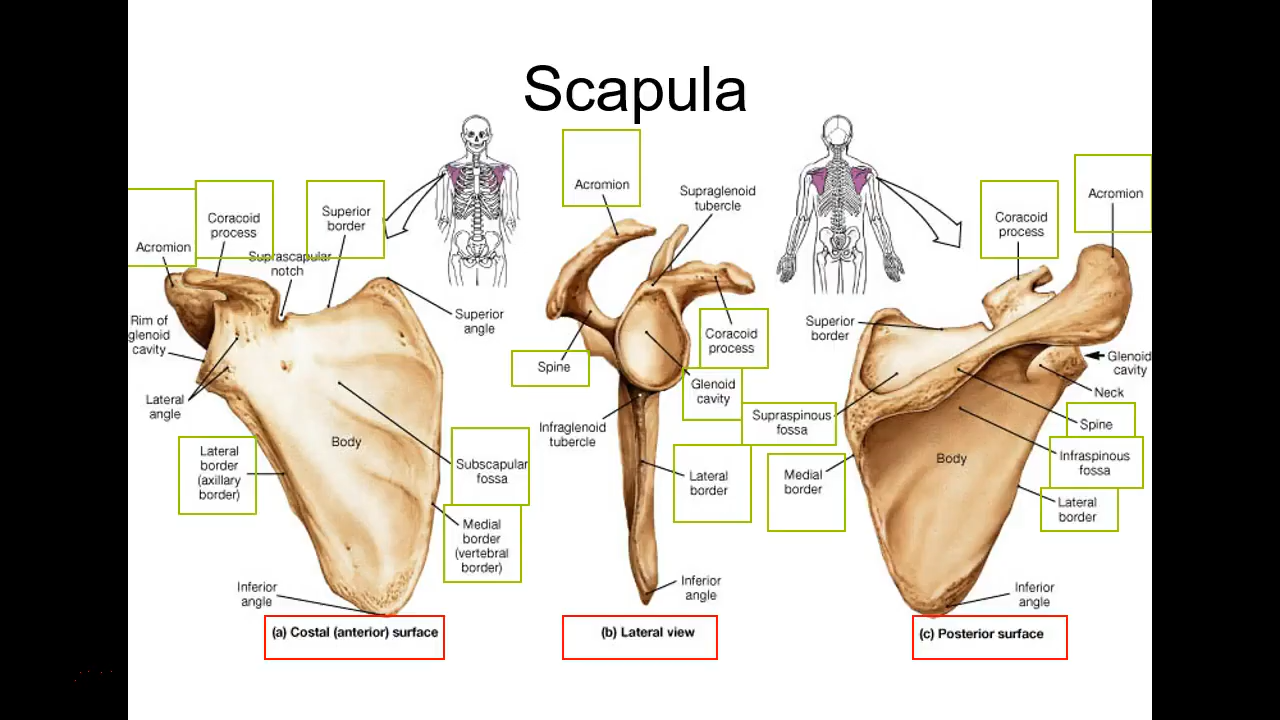 Scapula
Acromion
Coracoid
process
Superior
border
Suprascapular
notch
Superior
angle
Rim of
glenoid
cavity
Lateral
angle
Lateral
border
(axillary
border)
Body
Subscapular
fossa
Medial
border
(vertebral
border)
Inferior
angle
(a) Costal (anterior) surface
Acromion
Supraglenoid
tubercle
Spine
Coracoid
process
Glenoid
cavity
Infraglenoid
tubercle
Lateral
border
Inferior
angle
(b) Lateral view
Coracoid
process
Acromion
Superior
border
Glenoid
cavity
Neck
Supraspinous
fossa
Spine
Infraspinous
fossa
Body
Medial
border
Lateral
border
Inferior
angle
(c) Posterior surface